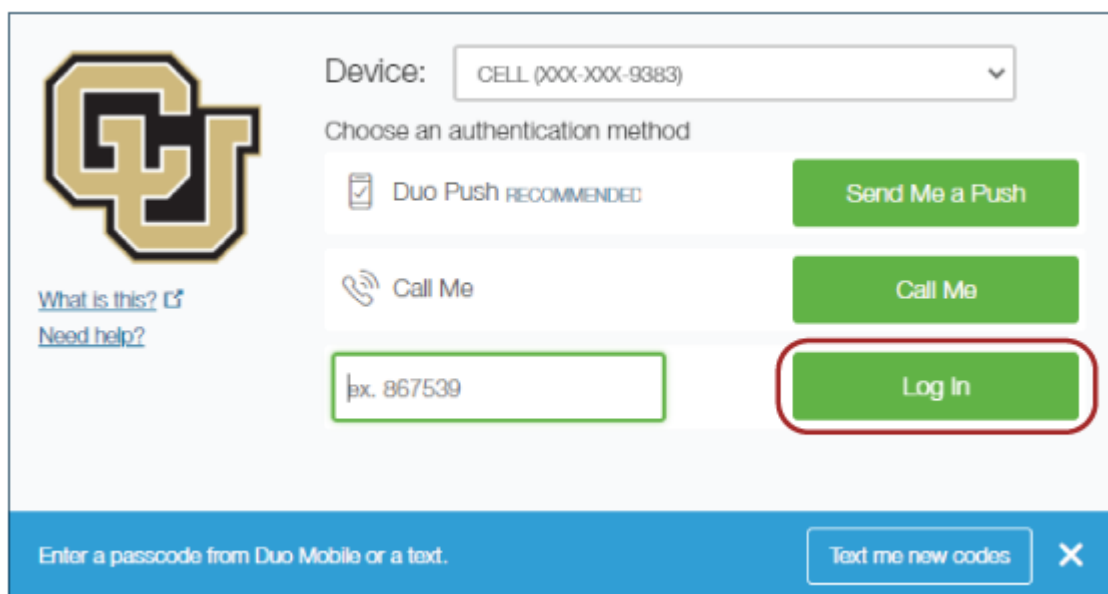 CU
Device: CELL (XXX-XXX-9383)
Choose an authentication method
Duo Push RECOMMENDED Send Me a Push
Call Me Call Me
What is this?
Need help?
ex. 867539 Log In
Enter a passcode from Duo Mobile or a text. Text me new codes